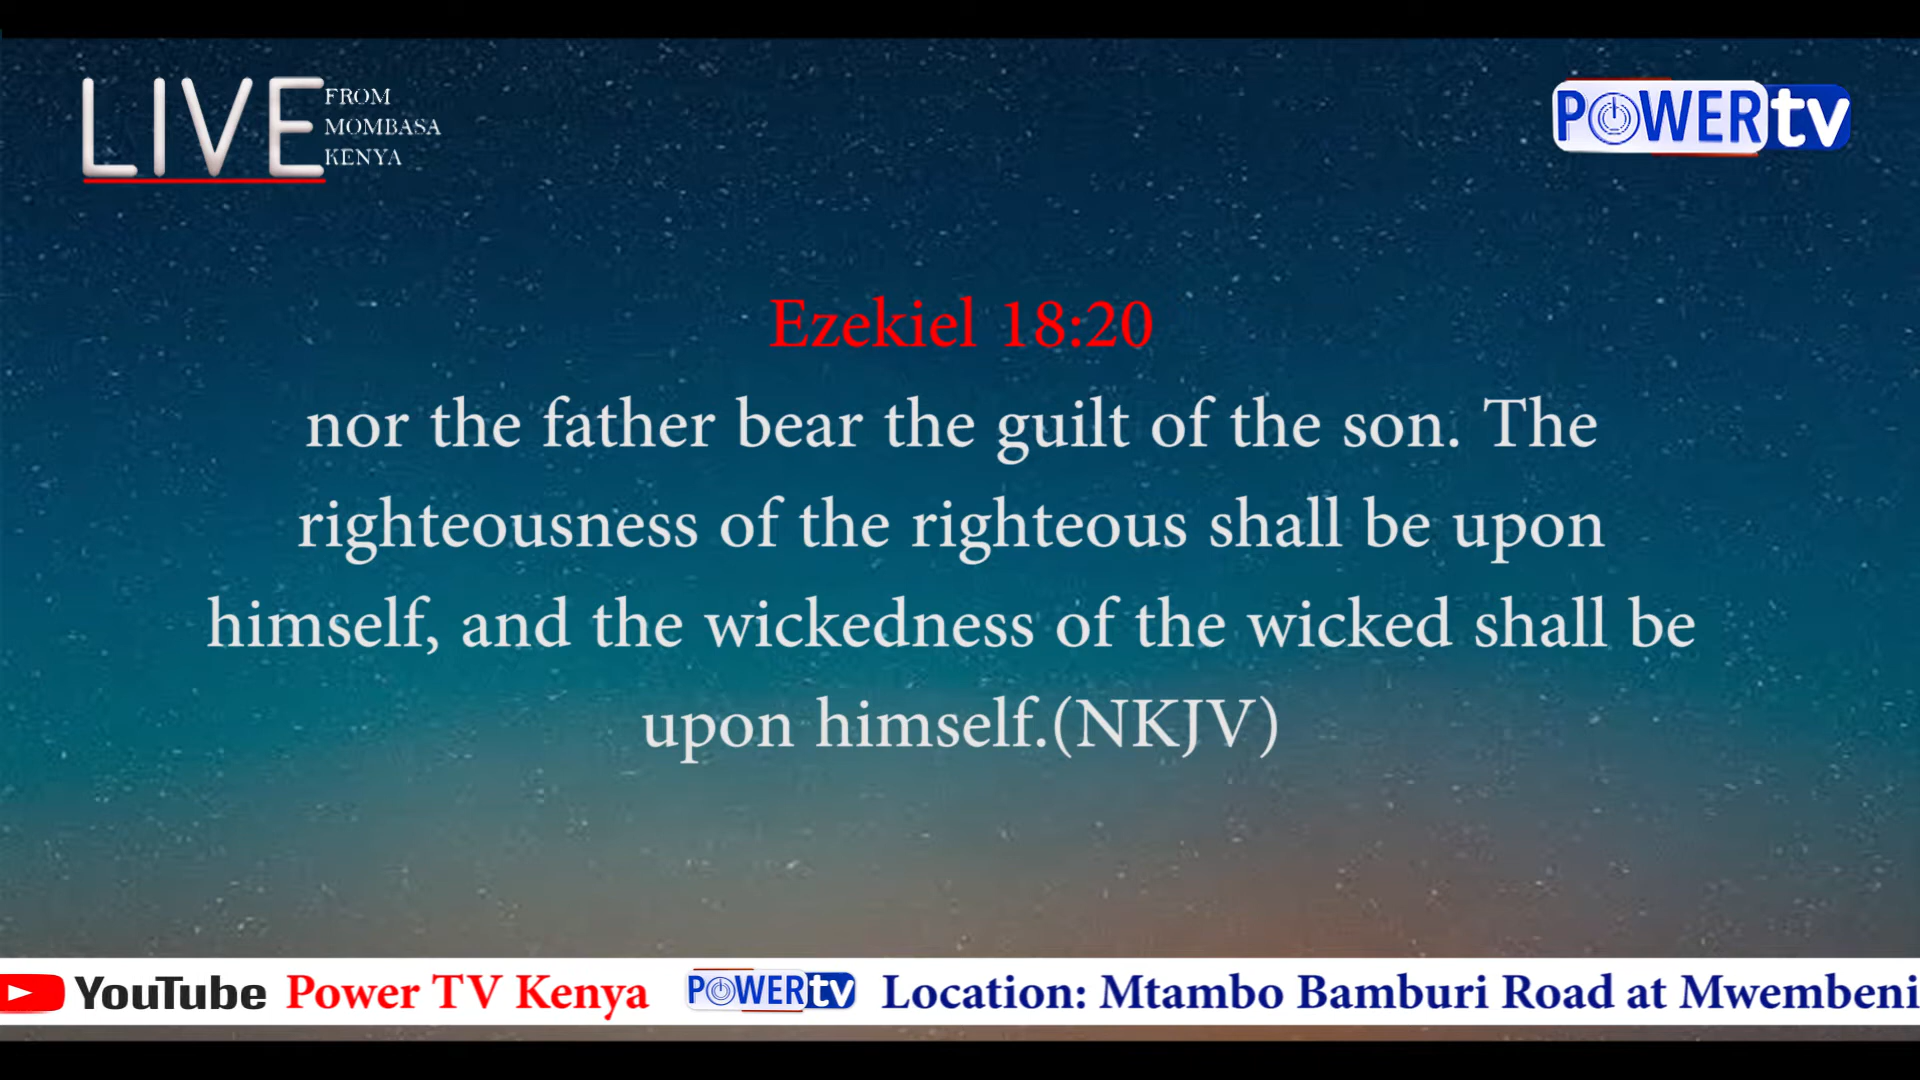 LIVE
FROM
MOMBASA
KENYA
POWERtv
Ezekiel 18:20
nor the father bear the guilt of the son. The
righteousness of the righteous shall be upon
himself, and the wickedness of the wicked shall be
upon himself.(NKJV)
YouTube Power TV Kenya POWERtv Location: Mtambo Bamburi Road at Mwembeni